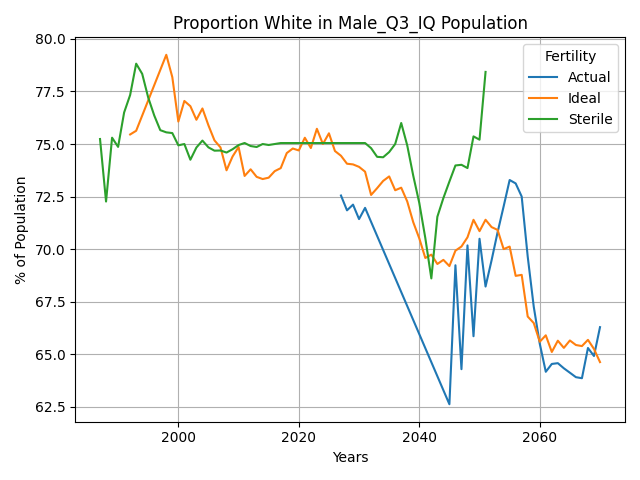 Proportion White in Male_Q3_IQ Population
Fertility
Actual
Ideal
Sterile
% of Population
80.0
77.5
75.0
72.5
70.0
67.5
65.0
62.5
2000
2020
2040
2060
Years